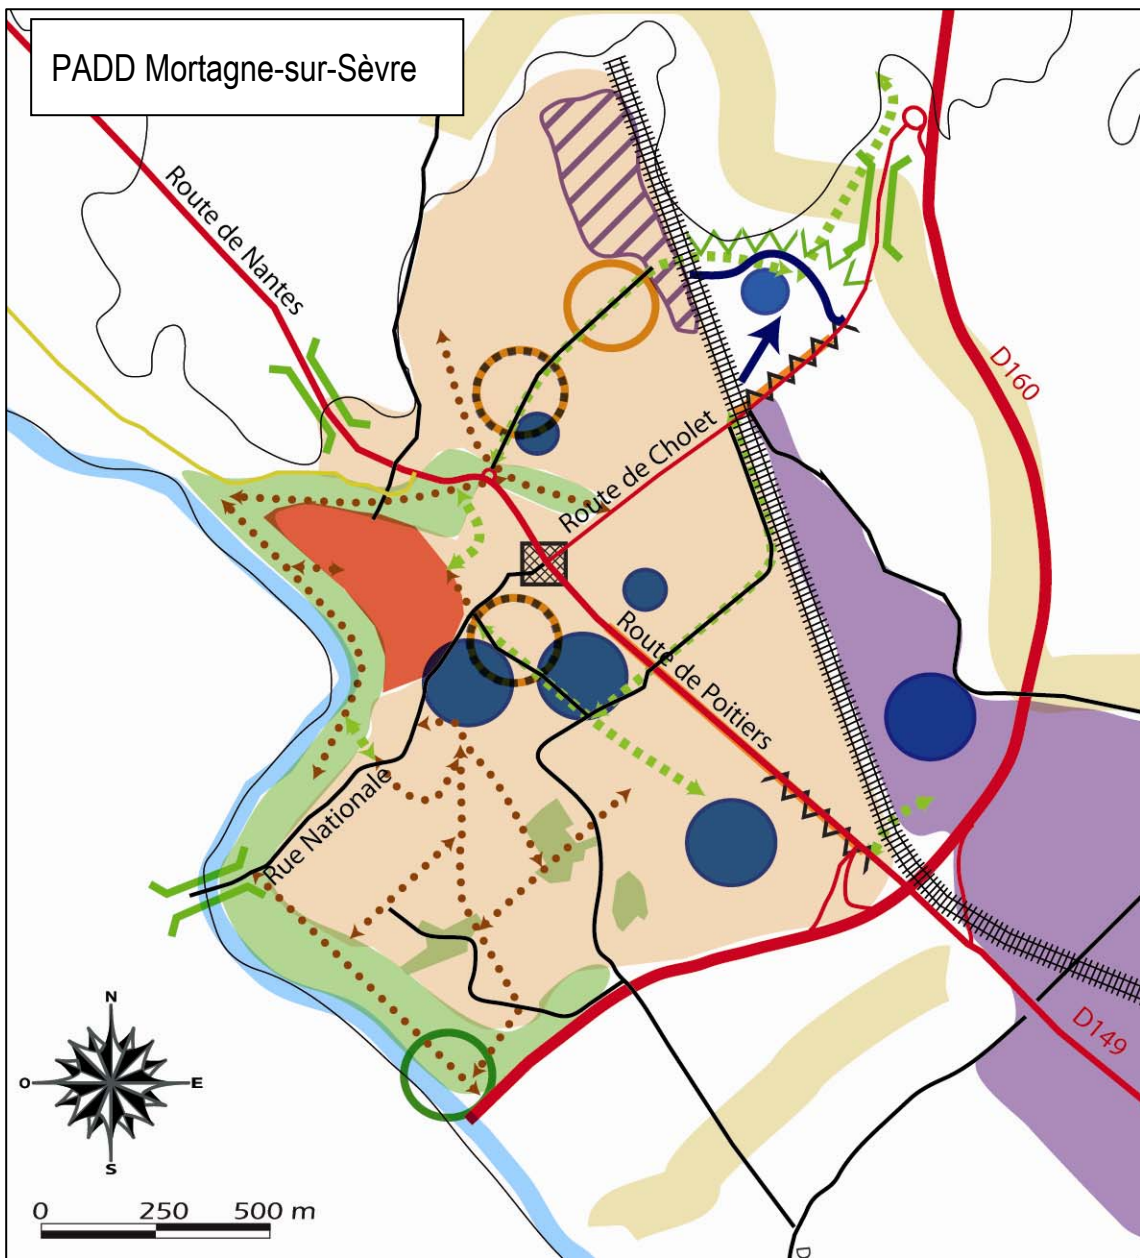 PADD Mortagne-sur-Sèvre
Route de Nantes
D160
Route de Cholet
Route de Poitiers
Rue Nationale
D149
N
O
E
S
0 250 500 m
D